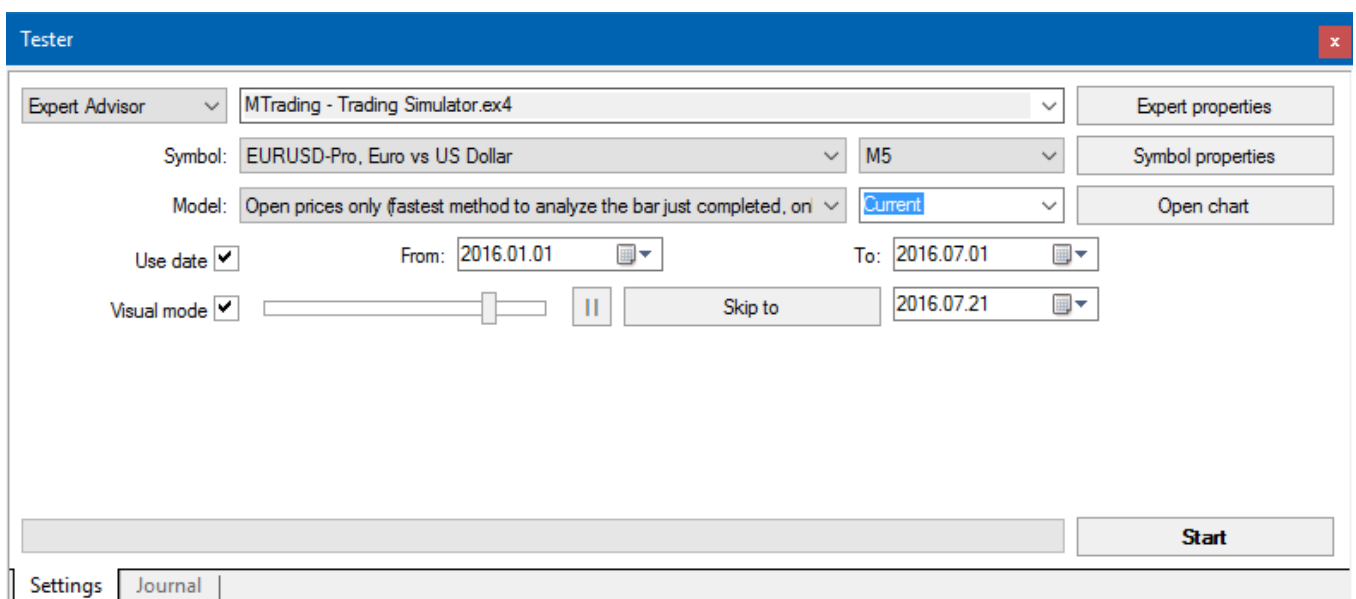 Tester
x
Expert Advisor MTrading - Trading Simulator.ex4 Expert properties
Symbol: EURUSD-Pro, Euro vs US Dollar M5 Symbol properties
Model: Open prices only (fastest method to analyze the bar just completed, onl Current Open chart
Use date From: 2016.01.01 To: 2016.07.01
Visual mode Skip to 2016.07.21
Start
Settings Journal